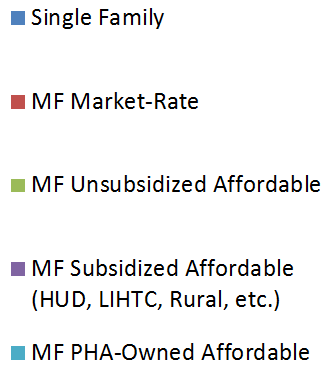 Single Family
MF Market-Rate
MF Unsubsidized Affordable
MF Subsidized Affordable
(HUD, LIHTC, Rural, etc.)
MF PHA-Owned Affordable